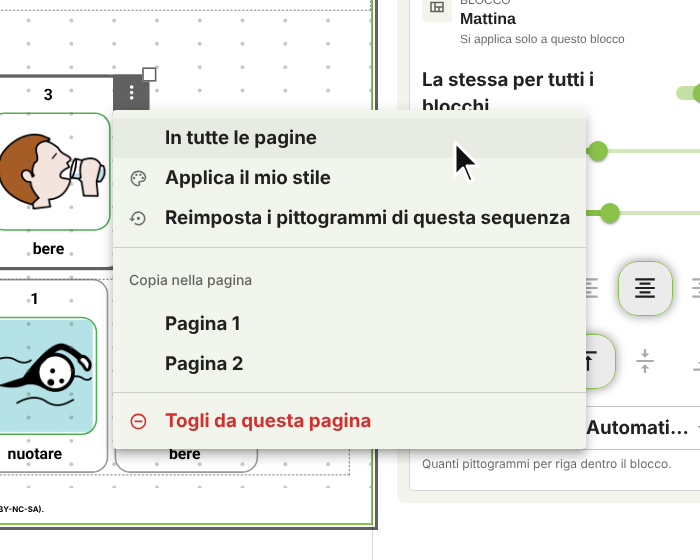 BLOCCO
Mattina
Si applica solo a questo blocco
La stessa per tutti i
blocchi
3
bere
1
nuotare
bere
In tutte le pagine
Applica il mio stile
Reimposta i pittogrammi di questa sequenza
Copia nella pagina
Pagina 1
Pagina 2
Togli da questa pagina
Automati...
Quanti pittogrammi per riga dentro il blocco.
BY-NC-SA).